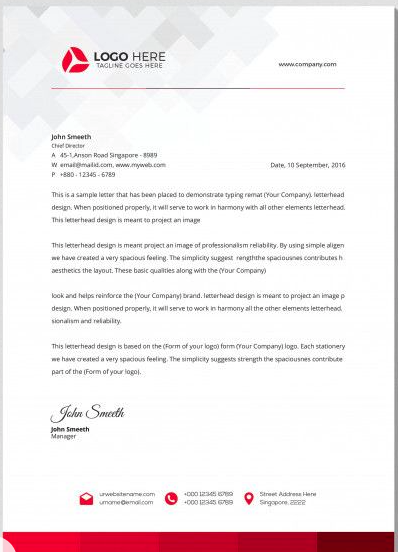 LOGO HERE
TAGLINE GOES HERE
www.company.com
John Smeeth
Chief Director
A 45-1,Anson Road Singapore - 8989
W email@mailid.com, www.myweb.com
Date, 10 September, 2016
P +880 - 12345 - 6789
This is a sample letter that has been placed to demonstrate typing remat (Your Company). letterhead
design. When positioned properly, it will serve to work in harmony with all other elements letterhead.
This letterhead design is meant to project an image
This letterhead design is meant project an image of professionalism reliability. By using simple aligen
we have created a very spacious feeling. The simplicity suggest rengththe spaciousnes contributes h
aesthetics the layout. These basic qualities along with the (Your Company)
look and helps reinforce the (Your Company) brand. letterhead design is meant to project an image p
design. When positioned properly, it will serve to work in harmony all the other elements letterhead.
sionalism and reliability.
This letterhead design is based on the (Form of your logo) form (Your Company) logo. Each stationery
we have created a very spacious feeling. The simplicity suggests strength the spaciousnes contribute
part of the (Form of your logo).
John Smeeth
John Smeeth
Manager
urwebsitename.com
urname@email.com
+000 12345 6789
+000 12345 6789
Street Address Here
Singapore, 2222